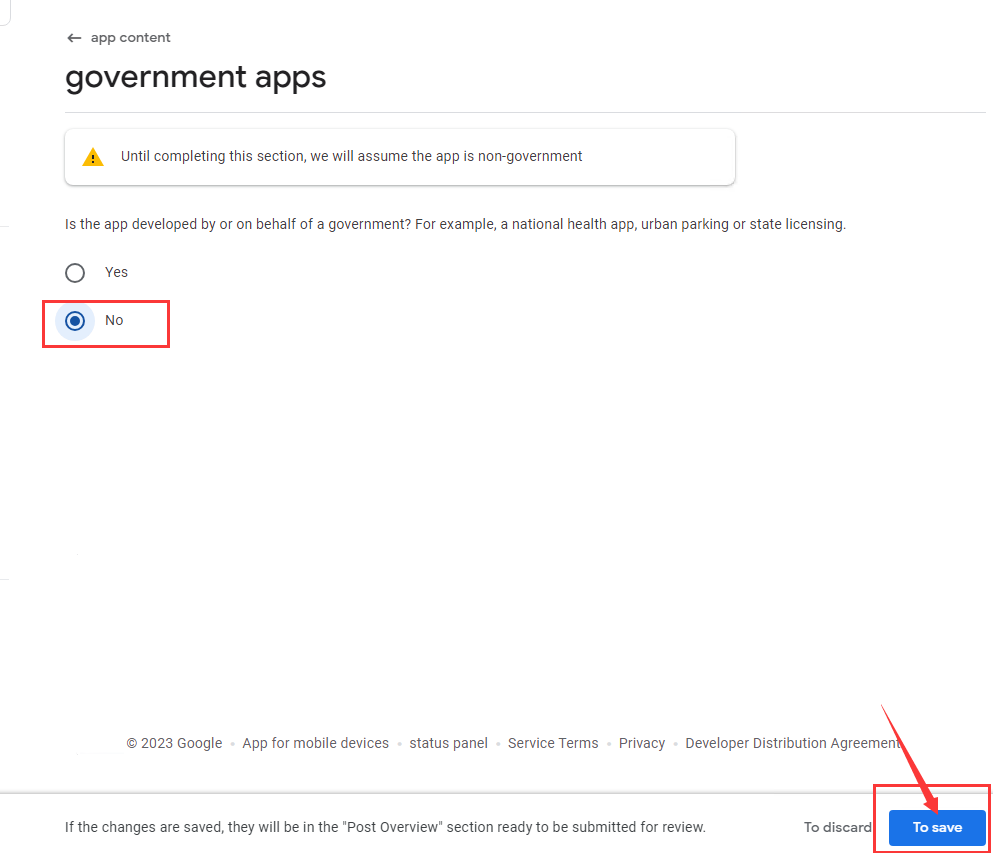 ← app content
government apps
Until completing this section, we will assume the app is non-government
Is the app developed by or on behalf of a government? For example, a national health app, urban parking or state licensing.
Yes
No
© 2023 Google • App for mobile devices • status panel • Service Terms • Privacy • Developer Distribution Agreement
If the changes are saved, they will be in the "Post Overview" section ready to be submitted for review. To discard To save